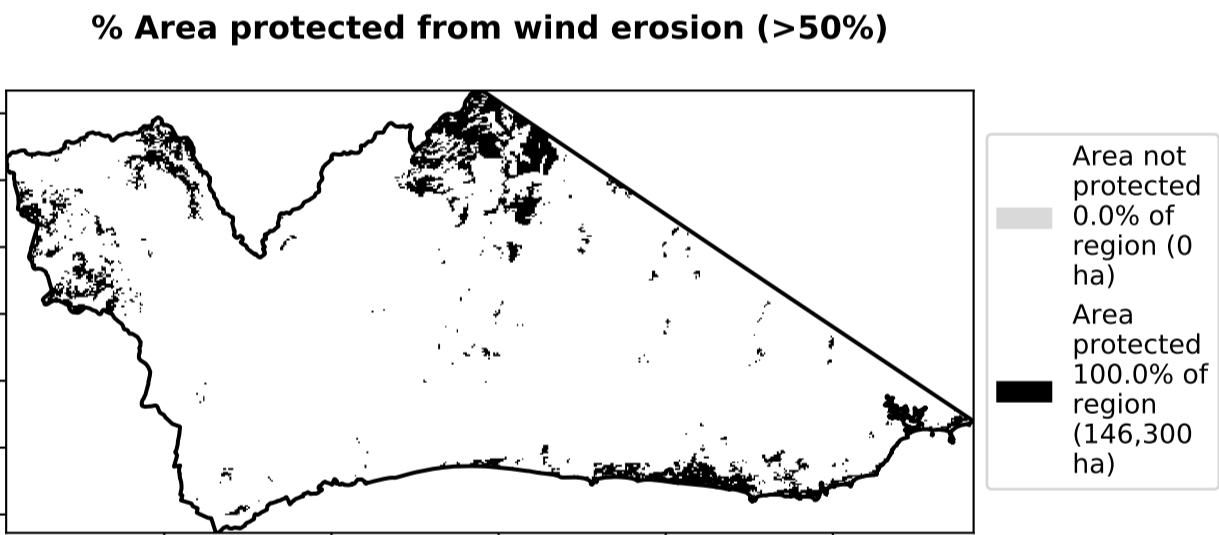 % Area protected from wind erosion (>50%)
Area not
protected
0.0% of
region (0
ha)
Area
protected
100.0% of
region
(146,300
ha)